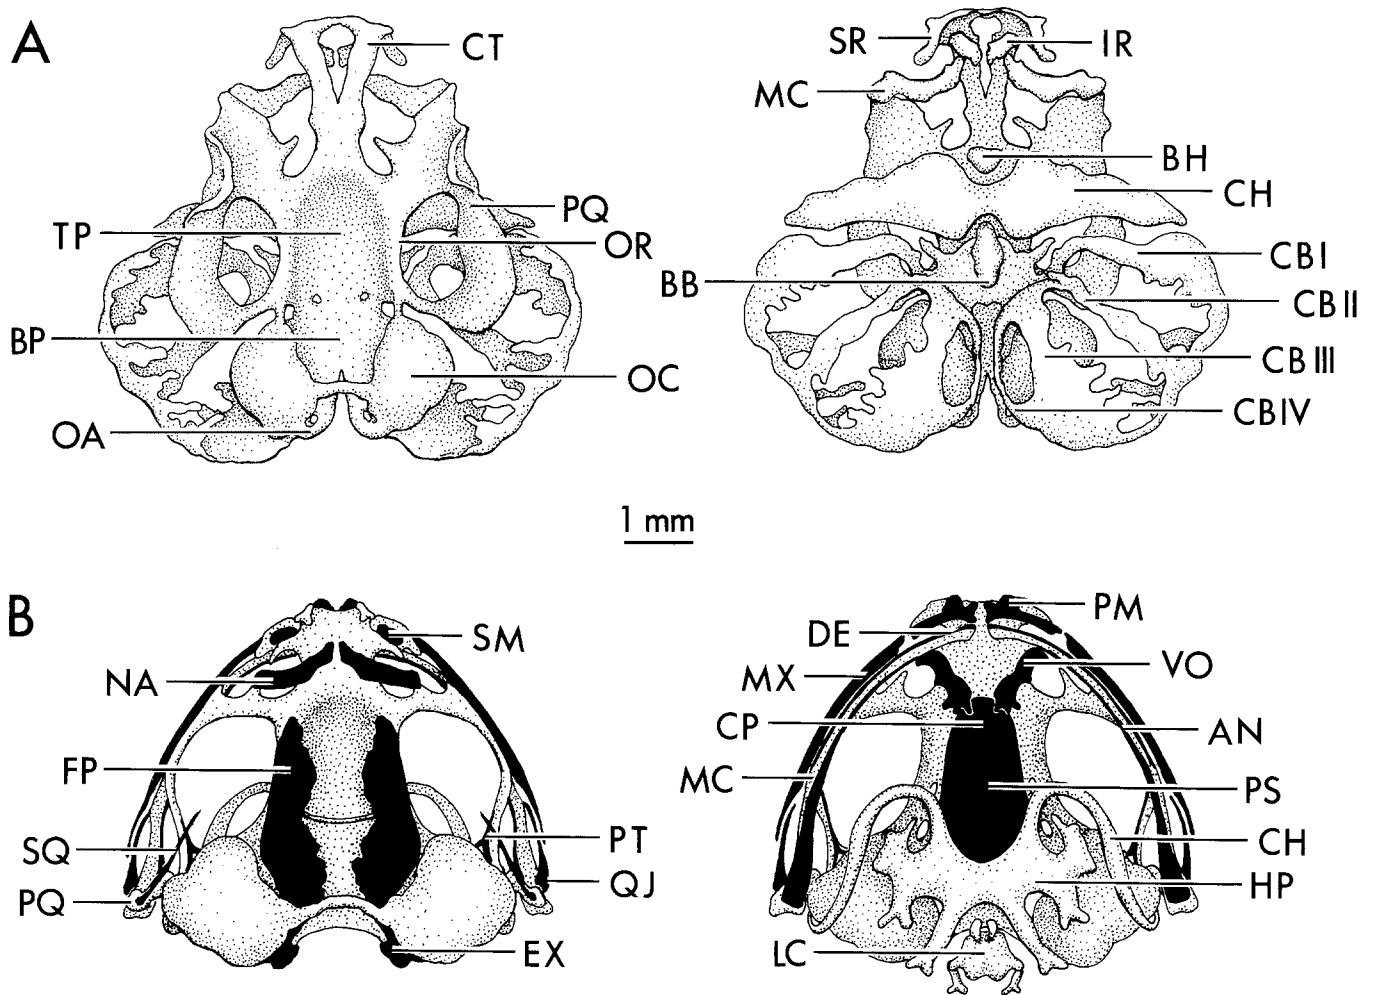 A
CT
PQ
TP
OR
BP
OC
OA
SR
IR
MC
BH
CH
CB I
BB
CB II
CB III
CB IV
1 mm
B
SM
NA
FP
SQ
PT
PQ
QJ
EX
PM
DE
MX
VO
CP
AN
MC
PS
CH
HP
LC